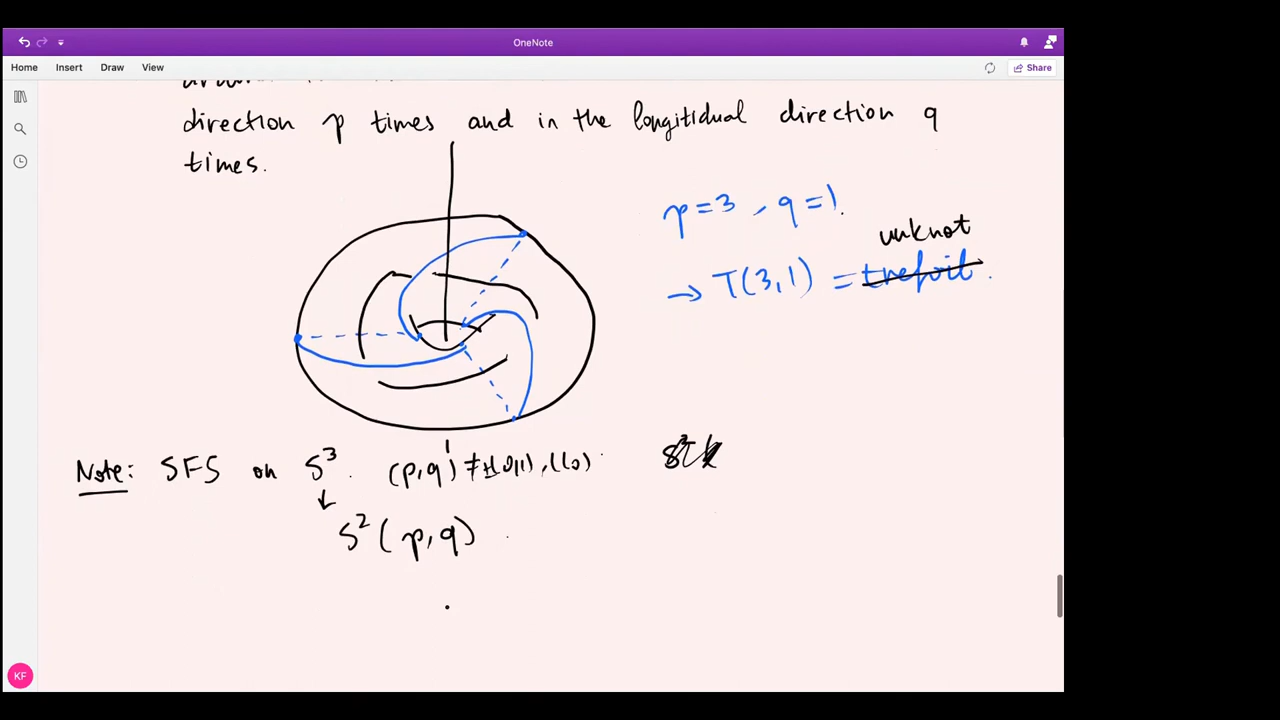 OneNote
Home Insert Draw View
Share
direction p times and in the longitidual direction q
times.
p=3, q=1.
unknot
→ T(3,1) = trefoil.
Note: SFS on S³. (p,q) ≠ (0,1), (1,0).
↓
S²(p,q)
KF